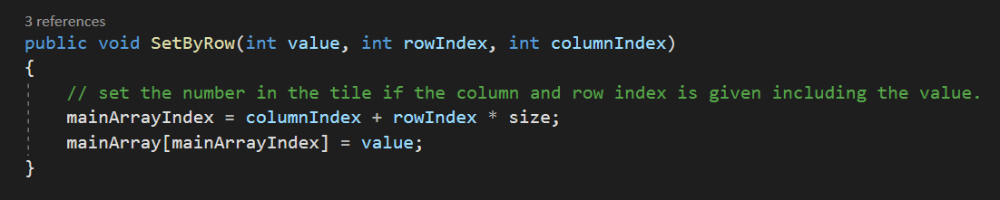 3 references
public void SetByRow(int value, int rowIndex, int columnIndex)
{
// set the number in the tile if the column and row index is given including the value.
mainArrayIndex = columnIndex + rowIndex * size;
mainArray[mainArrayIndex] = value;
}